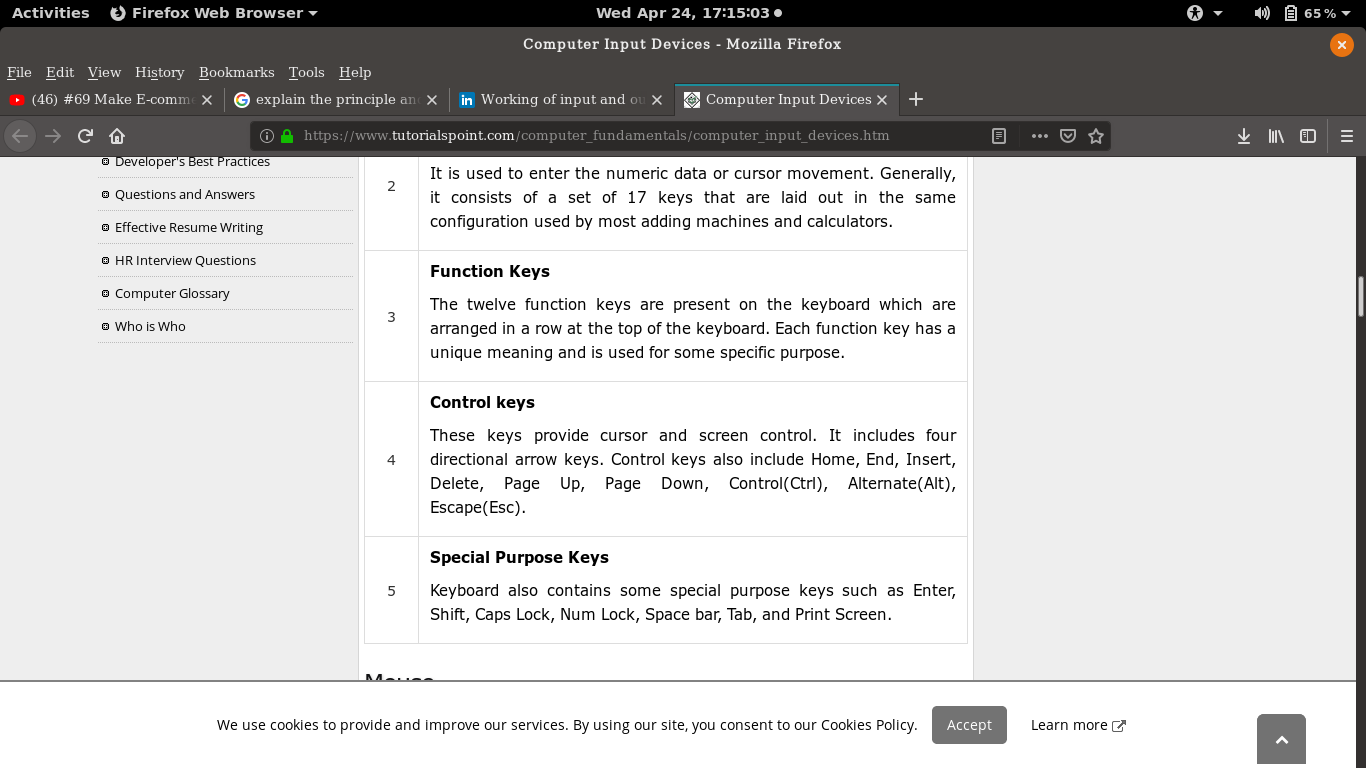 Activities Firefox Web Browser Wed Apr 24, 17:15:03 65%
Computer Input Devices - Mozilla Firefox
File Edit View History Bookmarks Tools Help
(46) #69 Make E-comm explain the principle an Working of input and ou Computer Input Devices
https://www.tutorialspoint.com/computer_fundamentals/computer_input_devices.htm
Developer's Best Practices
Questions and Answers
Effective Resume Writing
HR Interview Questions
Computer Glossary
Who is Who
2
It is used to enter the numeric data or cursor movement. Generally,
it consists of a set of 17 keys that are laid out in the same
configuration used by most adding machines and calculators.
3
Function Keys
The twelve function keys are present on the keyboard which are
arranged in a row at the top of the keyboard. Each function key has a
unique meaning and is used for some specific purpose.
4
Control keys
These keys provide cursor and screen control. It includes four
directional arrow keys. Control keys also include Home, End, Insert,
Delete, Page Up, Page Down, Control(Ctrl), Alternate(Alt),
Escape(Esc).
5
Special Purpose Keys
Keyboard also contains some special purpose keys such as Enter,
Shift, Caps Lock, Num Lock, Space bar, Tab, and Print Screen.
Mouse
We use cookies to provide and improve our services. By using our site, you consent to our Cookies Policy. Accept Learn more